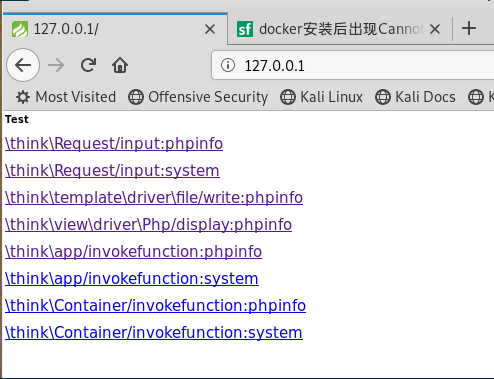 127.0.0.1/
sf docker安装后出现Cannot
127.0.0.1
Most Visited Offensive Security Kali Linux Kali Docs K
Test
\think\Request/input:phpinfo
\think\Request/input:system
\think\template\driver\file/write:phpinfo
\think\view\driver\Php/display:phpinfo
\think\app/invokefunction:phpinfo
\think\app/invokefunction:system
\think\Container/invokefunction:phpinfo
\think\Container/invokefunction:system